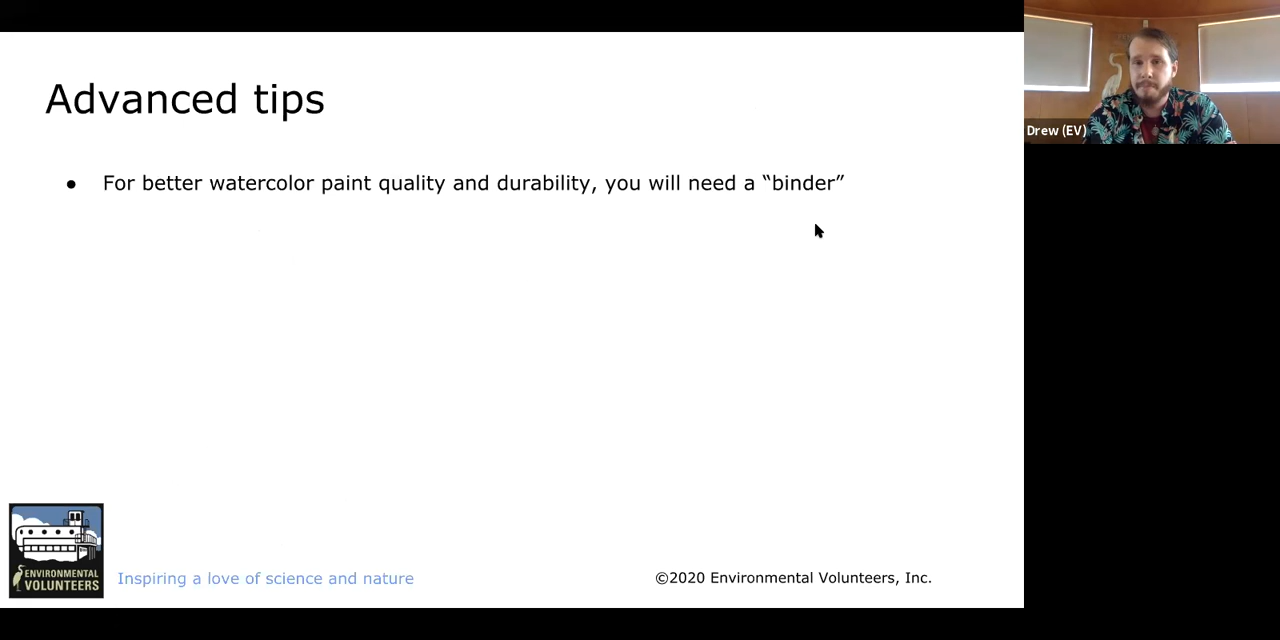 Advanced tips
● For better watercolor paint quality and durability, you will need a “binder”
ENVIRONMENTAL
VOLUNTEERS
Inspiring a love of science and nature
©2020 Environmental Volunteers, Inc.
Drew (EV)